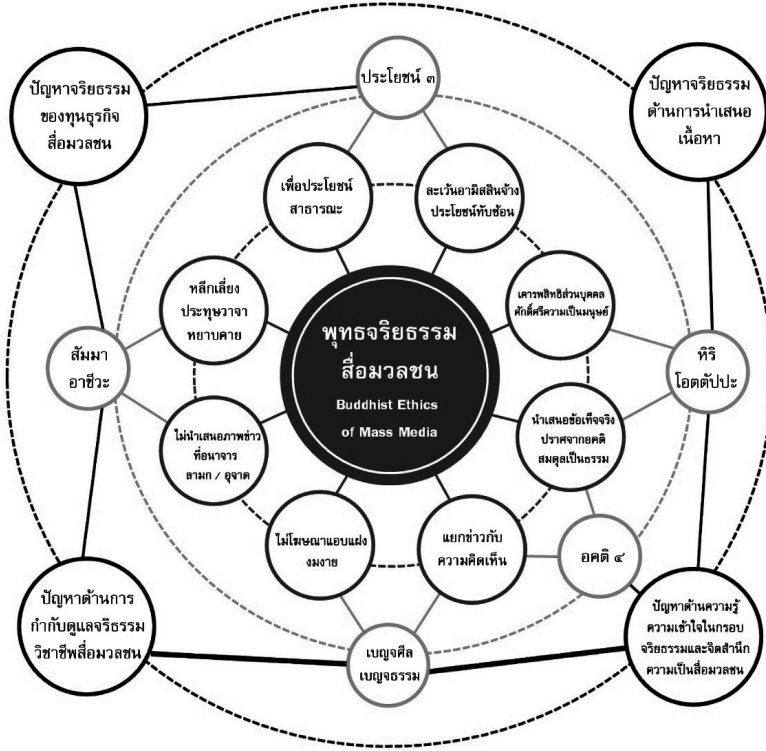 ประโยชน์ ๓
ปัญหาจริยธรรม
ของทุนธุรกิจ
สื่อมวลชน
ปัญหาจริยธรรม
ด้านการนำเสนอ
เนื้อหา
เพื่อประโยชน์
สาธารณะ
ละเว้นอามิสสินจ้าง
ประโยชน์ทับซ้อน
หลีกเลี่ยง
ประทุษวาจา
หยาบคาย
เคารพสิทธิส่วนบุคคล
ศักดิ์ศรีความเป็นมนุษย์
พุทธจริยธรรม
สื่อมวลชน
Buddhist Ethics
of Mass Media
สัมมา
อาชีวะ
หิริ
โอตตัปปะ
ไม่นำเสนอภาพข่าว
ที่อนาจาร
ลามก / อุจาด
นำเสนอข้อเท็จจริง
ปราศจากอคติ
สมดุลเป็นธรรม
ไม่โฆษณาแอบแฝง
งมงาย
แยกข่าวกับ
ความคิดเห็น
อคติ ๔
ปัญหาด้านการ
กำกับดูแลจริธรรม
วิชาชีพสื่อมวลชน
เบญจศีล
เบญจธรรม
ปัญหาด้านความรู้
ความเข้าใจในกรอบ
จริยธรรมและจิตสำนึก
ความเป็นสื่อมวลชน